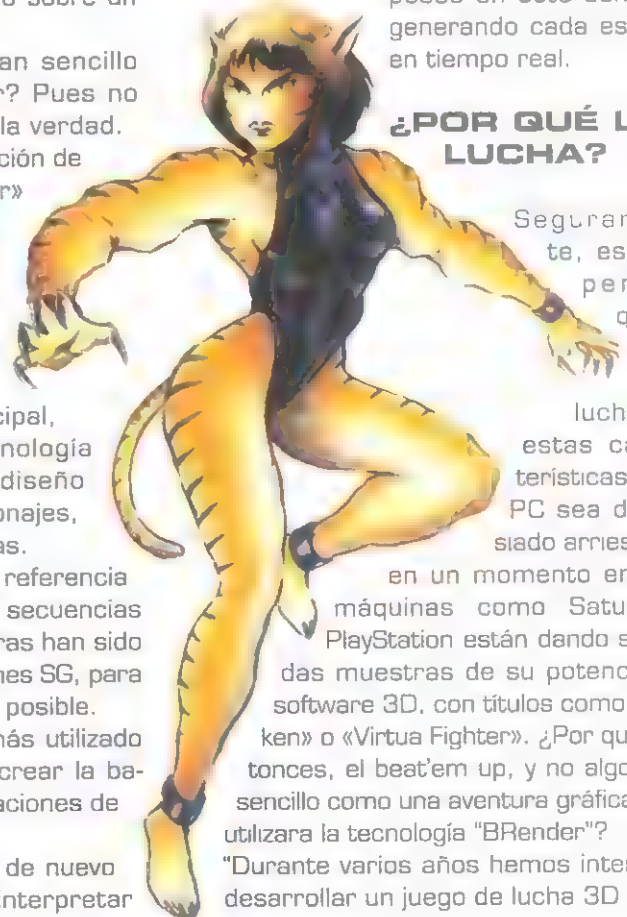 o sobre un
an sencillo
r? Pues no
la verdad.
ción de
r»
cipal,
nología
diseño
onajes,
as.
referencia
secuencias
ras han sido
nes SG, para
posible.
nás utilizado
crear la ba-
aciones de
de nuevo
interpretar
generando cada es
en tiempo real.
¿POR QUÉ L
LUCHA?
Seguran
te, es
per
q
luch
estas ca
terísticas
PC sea d
siado arries
en un momento en
máquinas como Satu
PlayStation están dando s
das muestras de su potenc
software 3D, con títulos como
ken» o «Virtua Fighter». ¿Por qu
tonces, el beat'em up, y no algo
sencillo como una aventura gráfica
utilizara la tecnología "BRender"?
"Durante varios años hemos inte
desarrollar un juego de lucha 3D